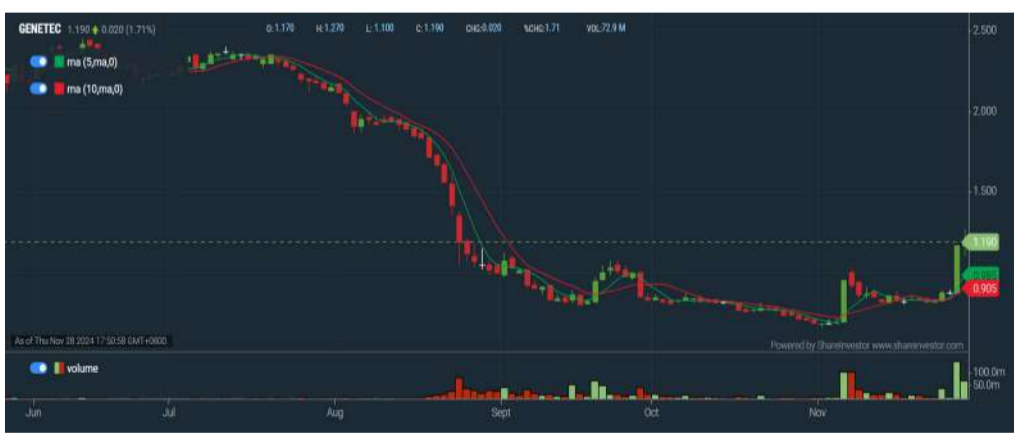 GENETEC 1.190 0.020 (1.71%) O:1.170 H:1.270 L:1.100 C:1.190 CHG:0.020 %CHG:1.71 VOL:72.9 M
2.500
ma (5,ma,0)
ma (10,ma,0)
2.000
1.500
1.190
0.905
As of Thu Nov 28 2024 17:50:58 GMT+0800
Powered by ShareInvestor www.shareinvestor.com
volume
100.0m
50.0m
Jun Jul Aug Sept Oct Nov